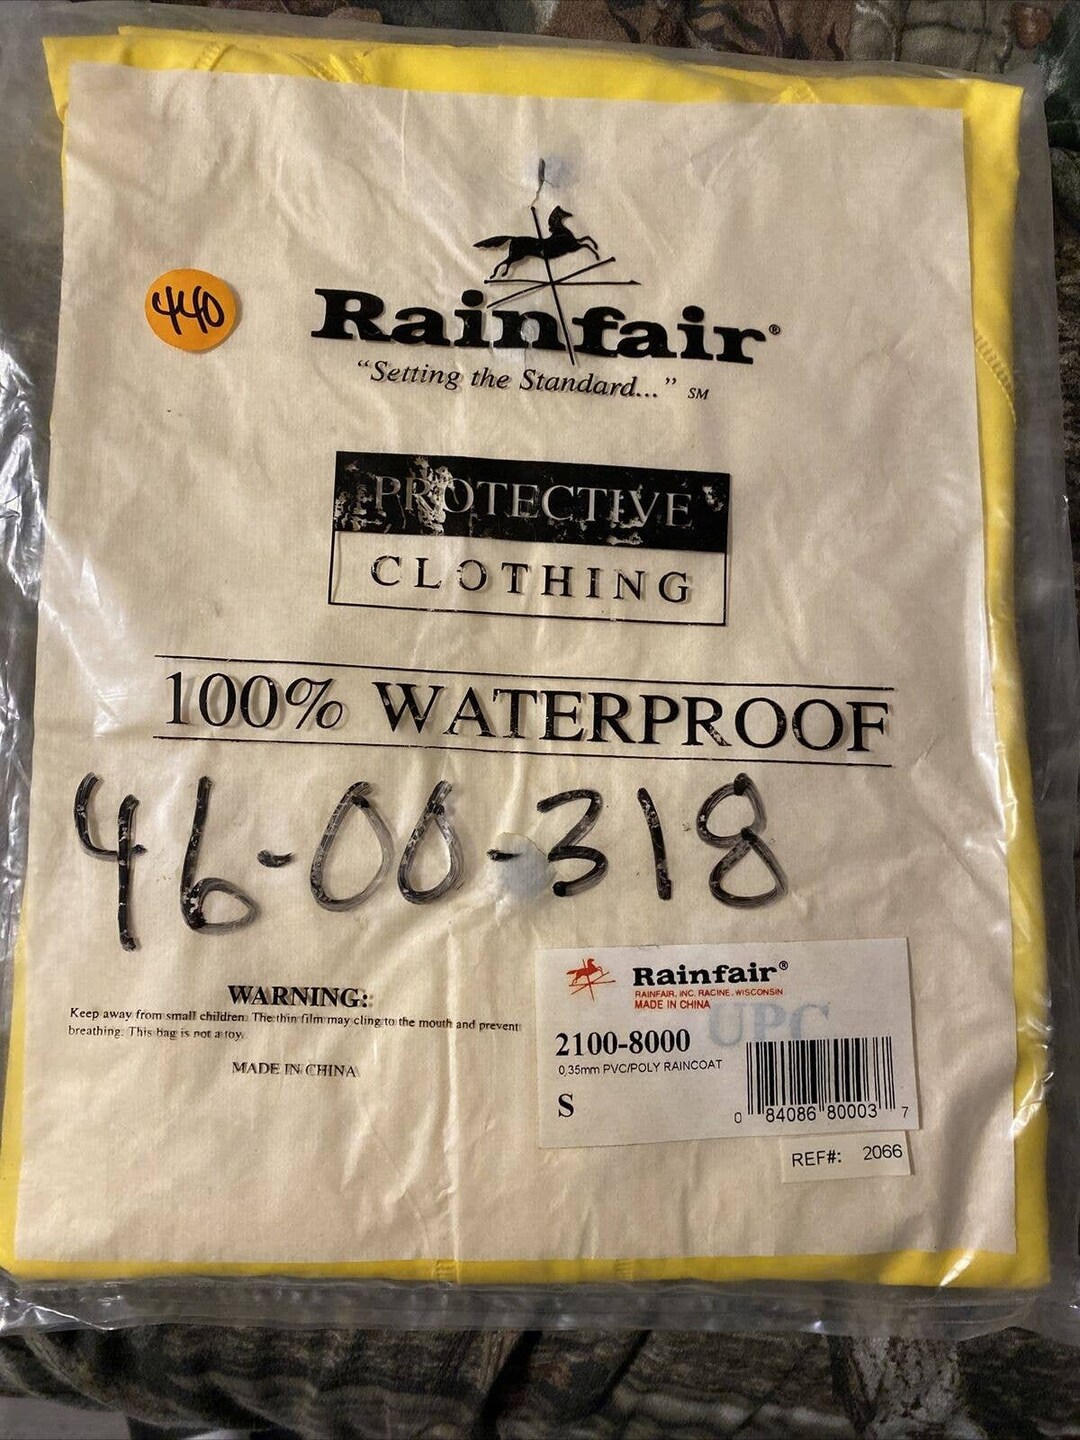 440
Rainfair®
"Setting the Standard..." SM
PROTECTIVE
CLOTHING
100% WATERPROOF
46-00-318
WARNING:
Keep away from small children. The thin film may cling to the mouth and prevent
breathing. This bag is not a toy.
MADE IN CHINA
Rainfair®
RAINFAIR, INC. RACINE, WISCONSIN
MADE IN CHINA
UPC
2100-8000
0.35mm PVC/POLY RAINCOAT
S
0 84086 80003 7
REF#: 2066